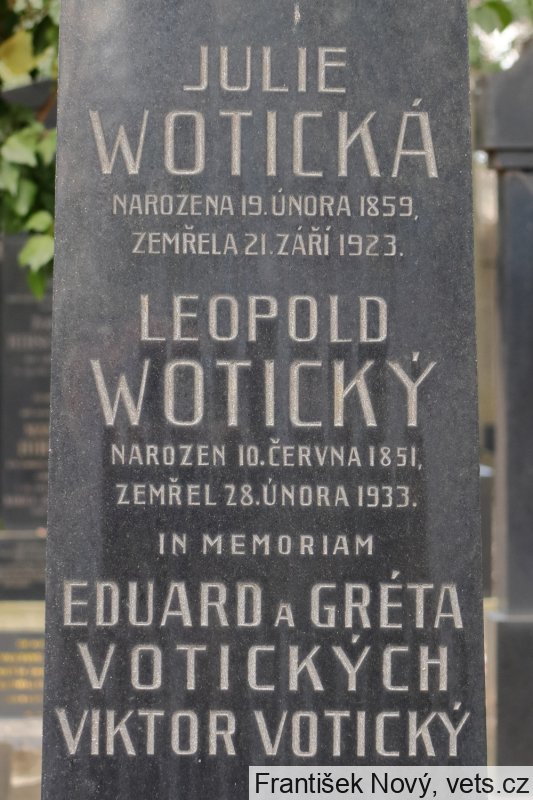 JULIE
WOTICKÁ
NAROZENA 19. ÚNORA 1859,
ZEMŘELA 21. ZÁŘÍ 1923.
LEOPOLD
WOTICKÝ
NAROZEN 10. ČERVNA 1851,
ZEMŘEL 28. ÚNORA 1933.
IN MEMORIAM
EDUARD A GRÉTA
VOTICKÝCH
VIKTOR VOTICKÝ
František Nový, vets.cz